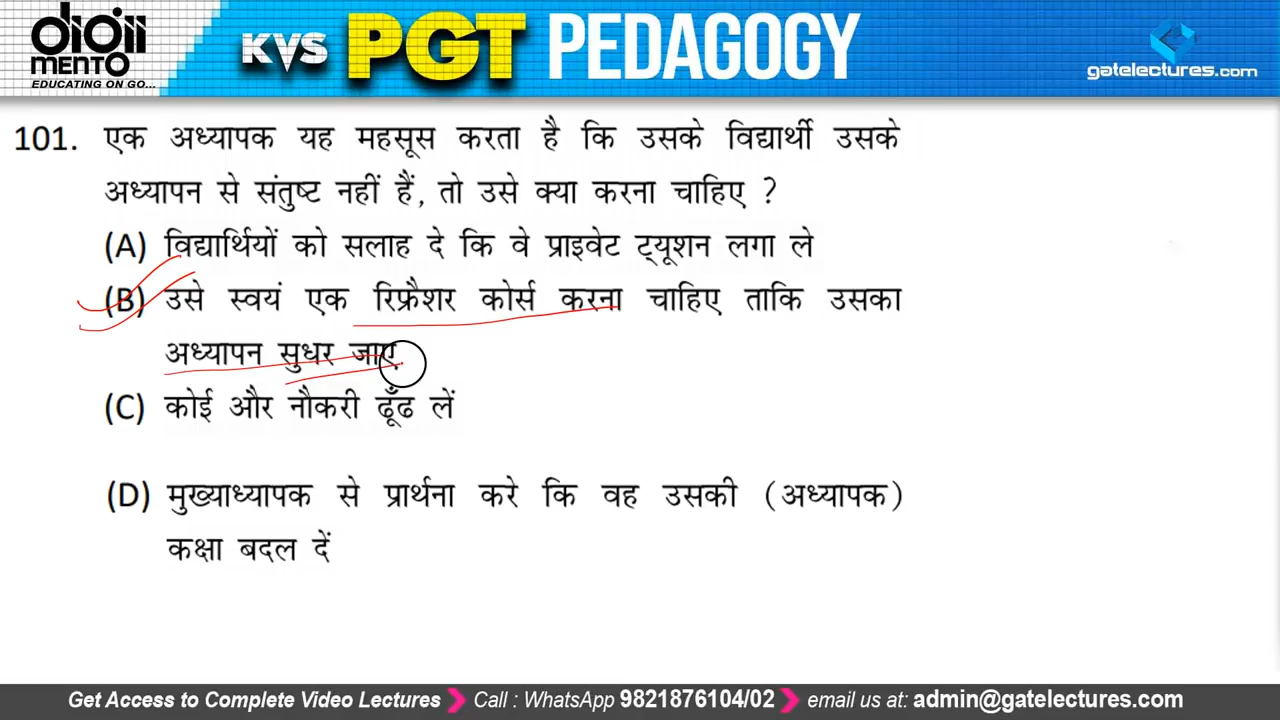 digii
MENTO
EDUCATING ON GO...
KVS PGT PEDAGOGY
gatelectures.com
101. एक अध्यापक यह महसूस करता है कि उसके विद्यार्थी उसके
अध्यापन से संतुष्ट नहीं हैं, तो उसे क्या करना चाहिए ?
(A) विद्यार्थियों को सलाह दे कि वे प्राइवेट ट्यूशन लगा ले
(B) उसे स्वयं एक रिफ्रैशर कोर्स करना चाहिए ताकि उसका
अध्यापन सुधर जाए
(C) कोई और नौकरी ढूँढ लें
(D) मुख्याध्यापक से प्रार्थना करे कि वह उसकी (अध्यापक)
कक्षा बदल दें
Get Access to Complete Video Lectures Call : WhatsApp 9821876104/02 email us at: admin@gatelectures.com